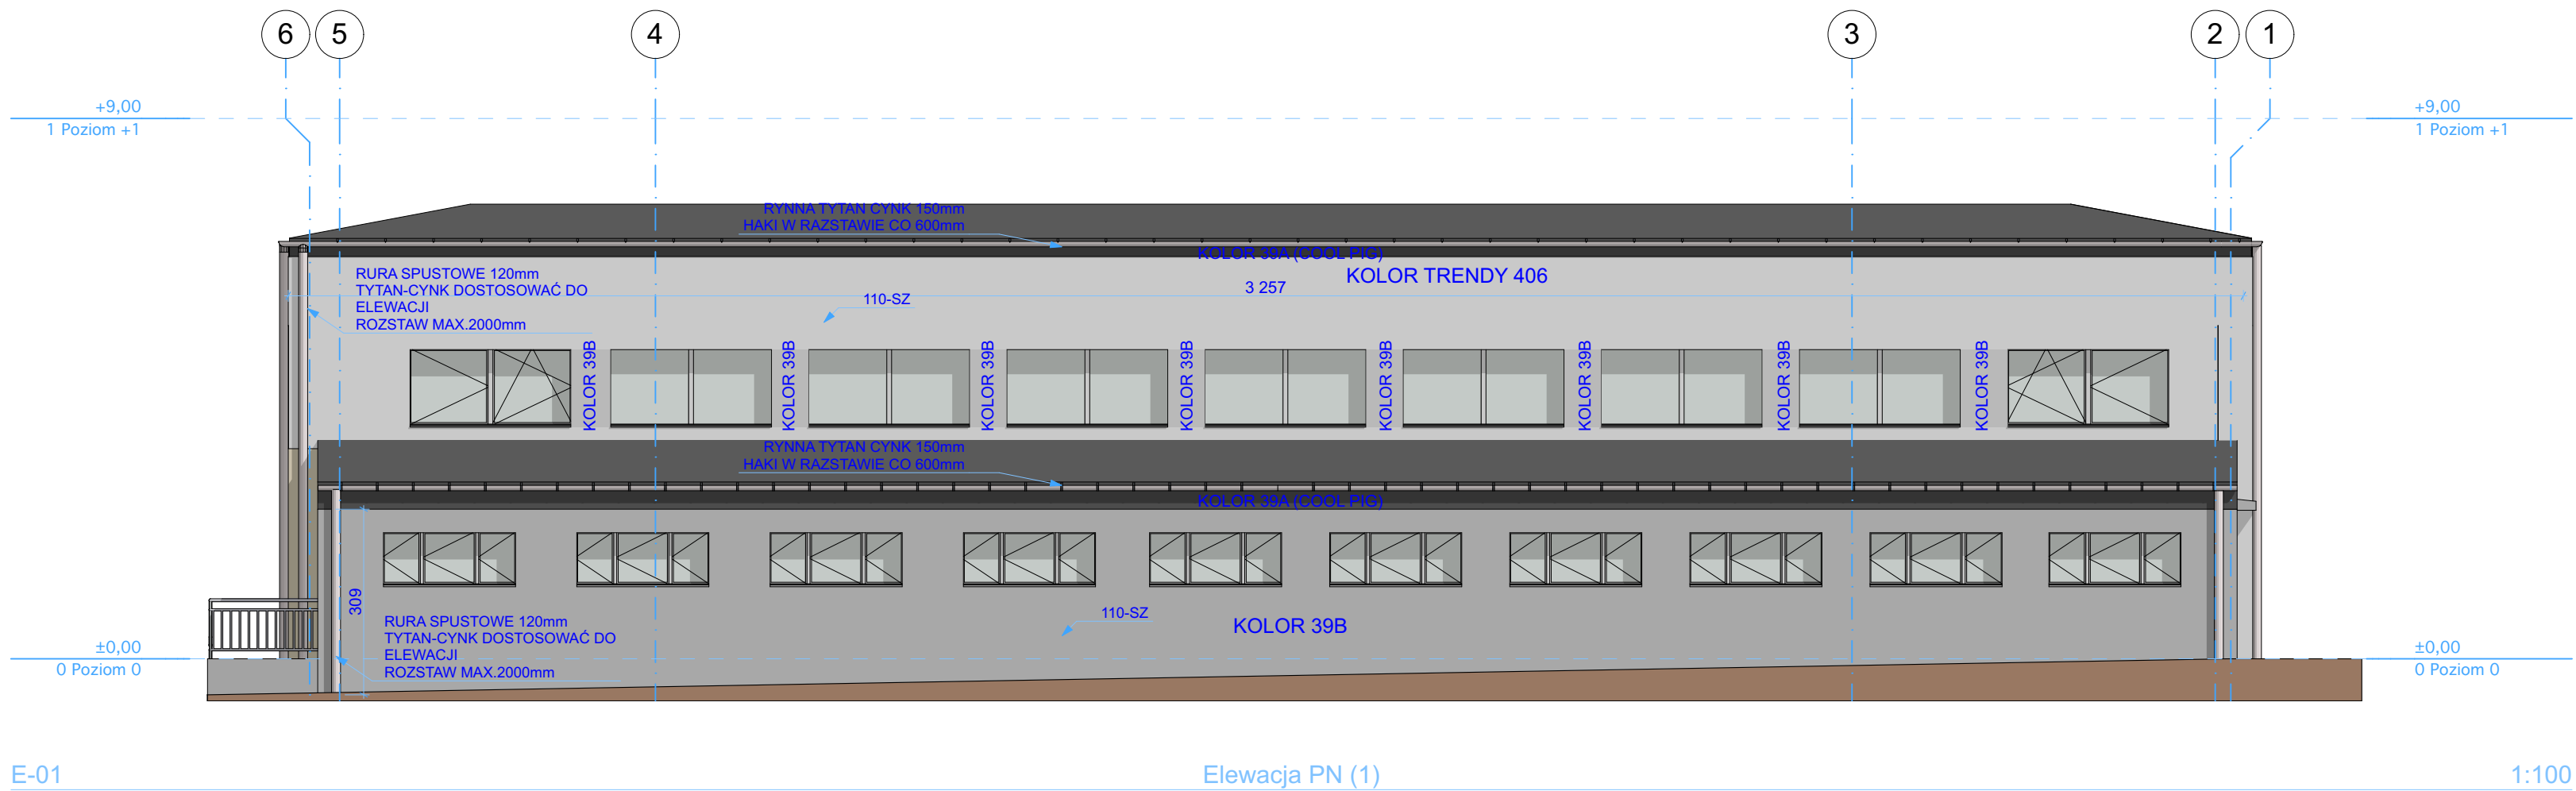 6 5 4 3 2 1
+9,00
1 Poziom +1
+9,00
1 Poziom +1
RYNNA TYTAN CYNK 150mm
HAKI W RAZSTAWIE CO 600mm
KOLOR 39A (COOL PIG)
KOLOR TRENDY 406
3 257
RURA SPUSTOWE 120mm
TYTAN-CYNK DOSTOSOWAĆ DO
ELEWACJI
ROZSTAW MAX.2000mm
110-SZ
KOLOR 39B
KOLOR 39B
KOLOR 39B
KOLOR 39B
KOLOR 39B
KOLOR 39B
KOLOR 39B
KOLOR 39B
RYNNA TYTAN CYNK 150mm
HAKI W RAZSTAWIE CO 600mm
KOLOR 39A (COOL PIG)
309
RURA SPUSTOWE 120mm
TYTAN-CYNK DOSTOSOWAĆ DO
ELEWACJI
ROZSTAW MAX.2000mm
110-SZ
KOLOR 39B
±0,00
0 Poziom 0
±0,00
0 Poziom 0
E-01
Elewacja PN (1)
1:100